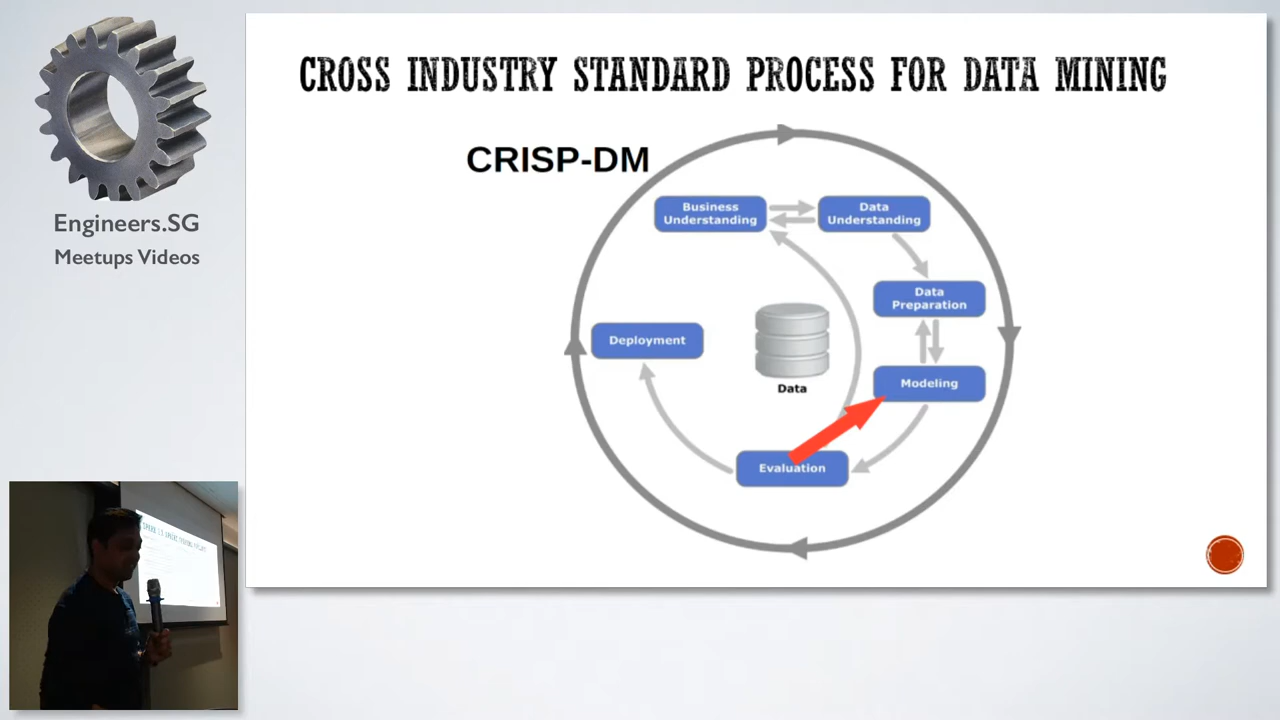 Engineers.SG
Meetups Videos
CROSS INDUSTRY STANDARD PROCESS FOR DATA MINING
CRISP-DM
Business
Understanding
Data
Understanding
Data
Preparation
Deployment
Data
Modeling
Evaluation